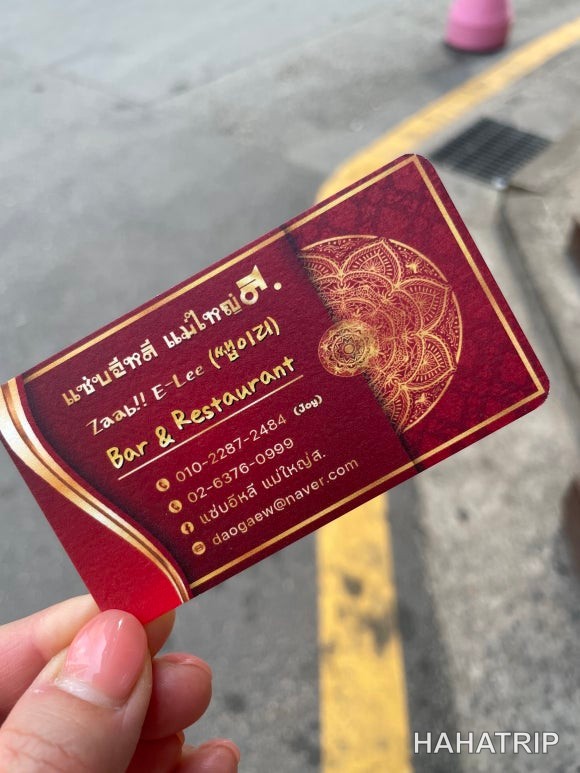 แซ่บอีหลี แม่ใหญ่ส.
Zaab!! E-Lee (쌥이리)
Bar & Restaurant
010-2287-2484 (Joy)
02-6376-0999
แซ่บอีหลี แม่ใหญ่ส.
daogaew@naver.com
HAHATRIP